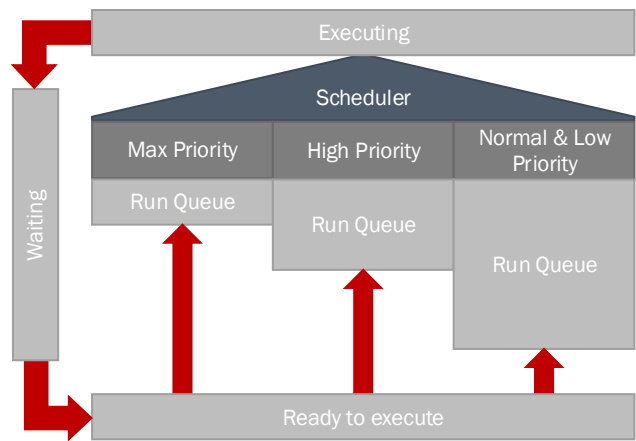 Executing
Scheduler
Max Priority
High Priority
Normal & Low
Priority
Run Queue
Run Queue
Run Queue
Waiting
Ready to execute